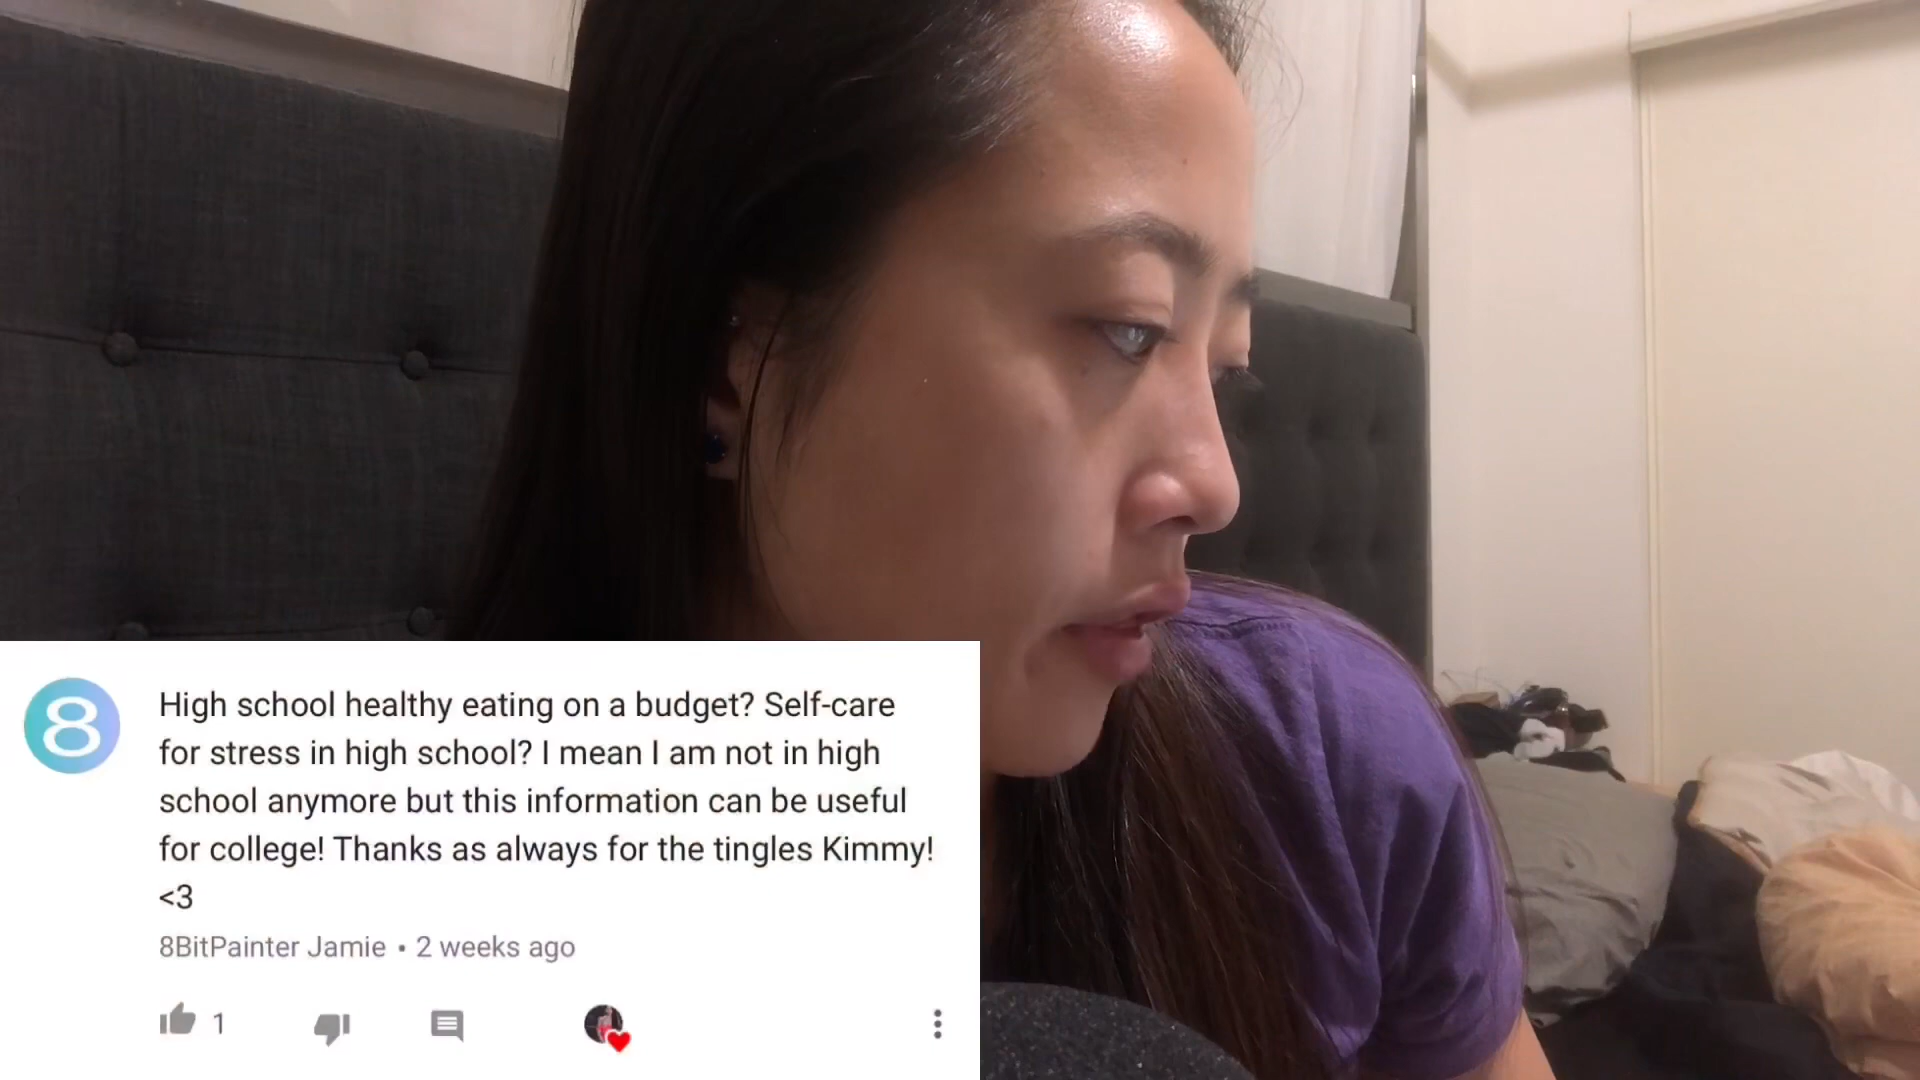 8
High school healthy eating on a budget? Self-care
for stress in high school? I mean I am not in high
school anymore but this information can be useful
for college! Thanks as always for the tingles Kimmy!
<3
8BitPainter Jamie • 2 weeks ago
1